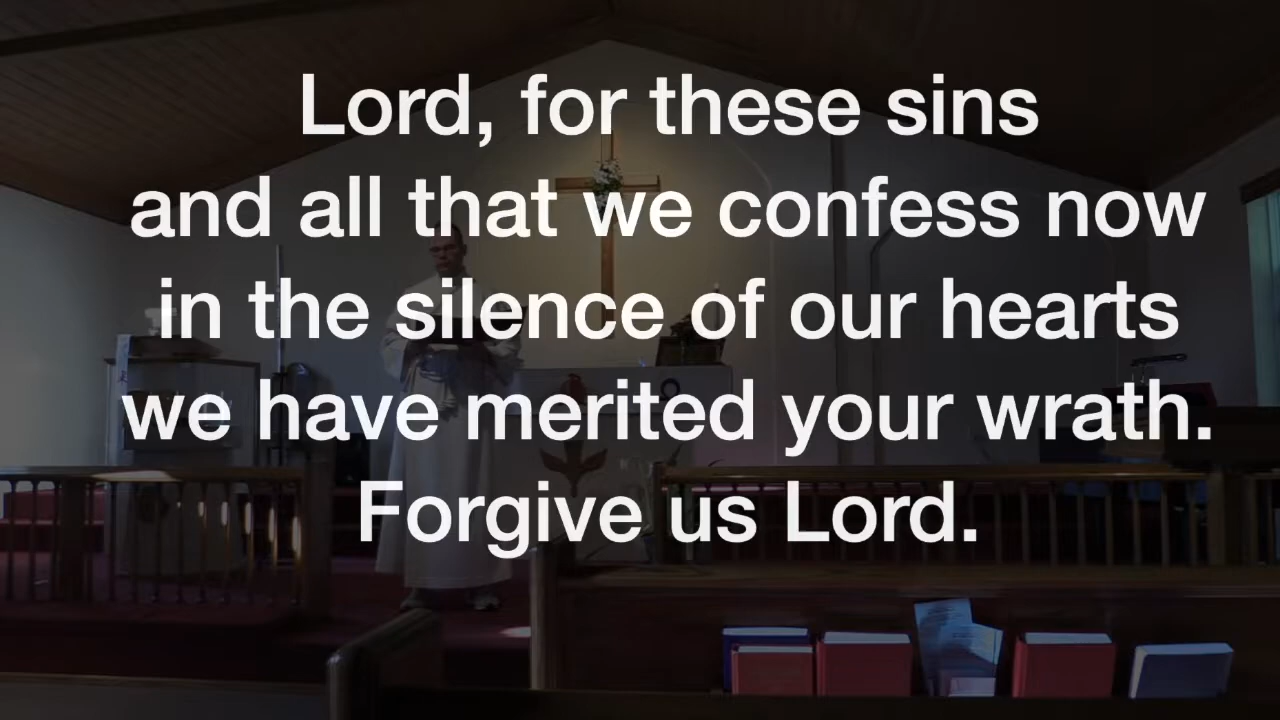 Lord, for these sins
and all that we confess now
in the silence of our hearts
we have merited your wrath.
Forgive us Lord.